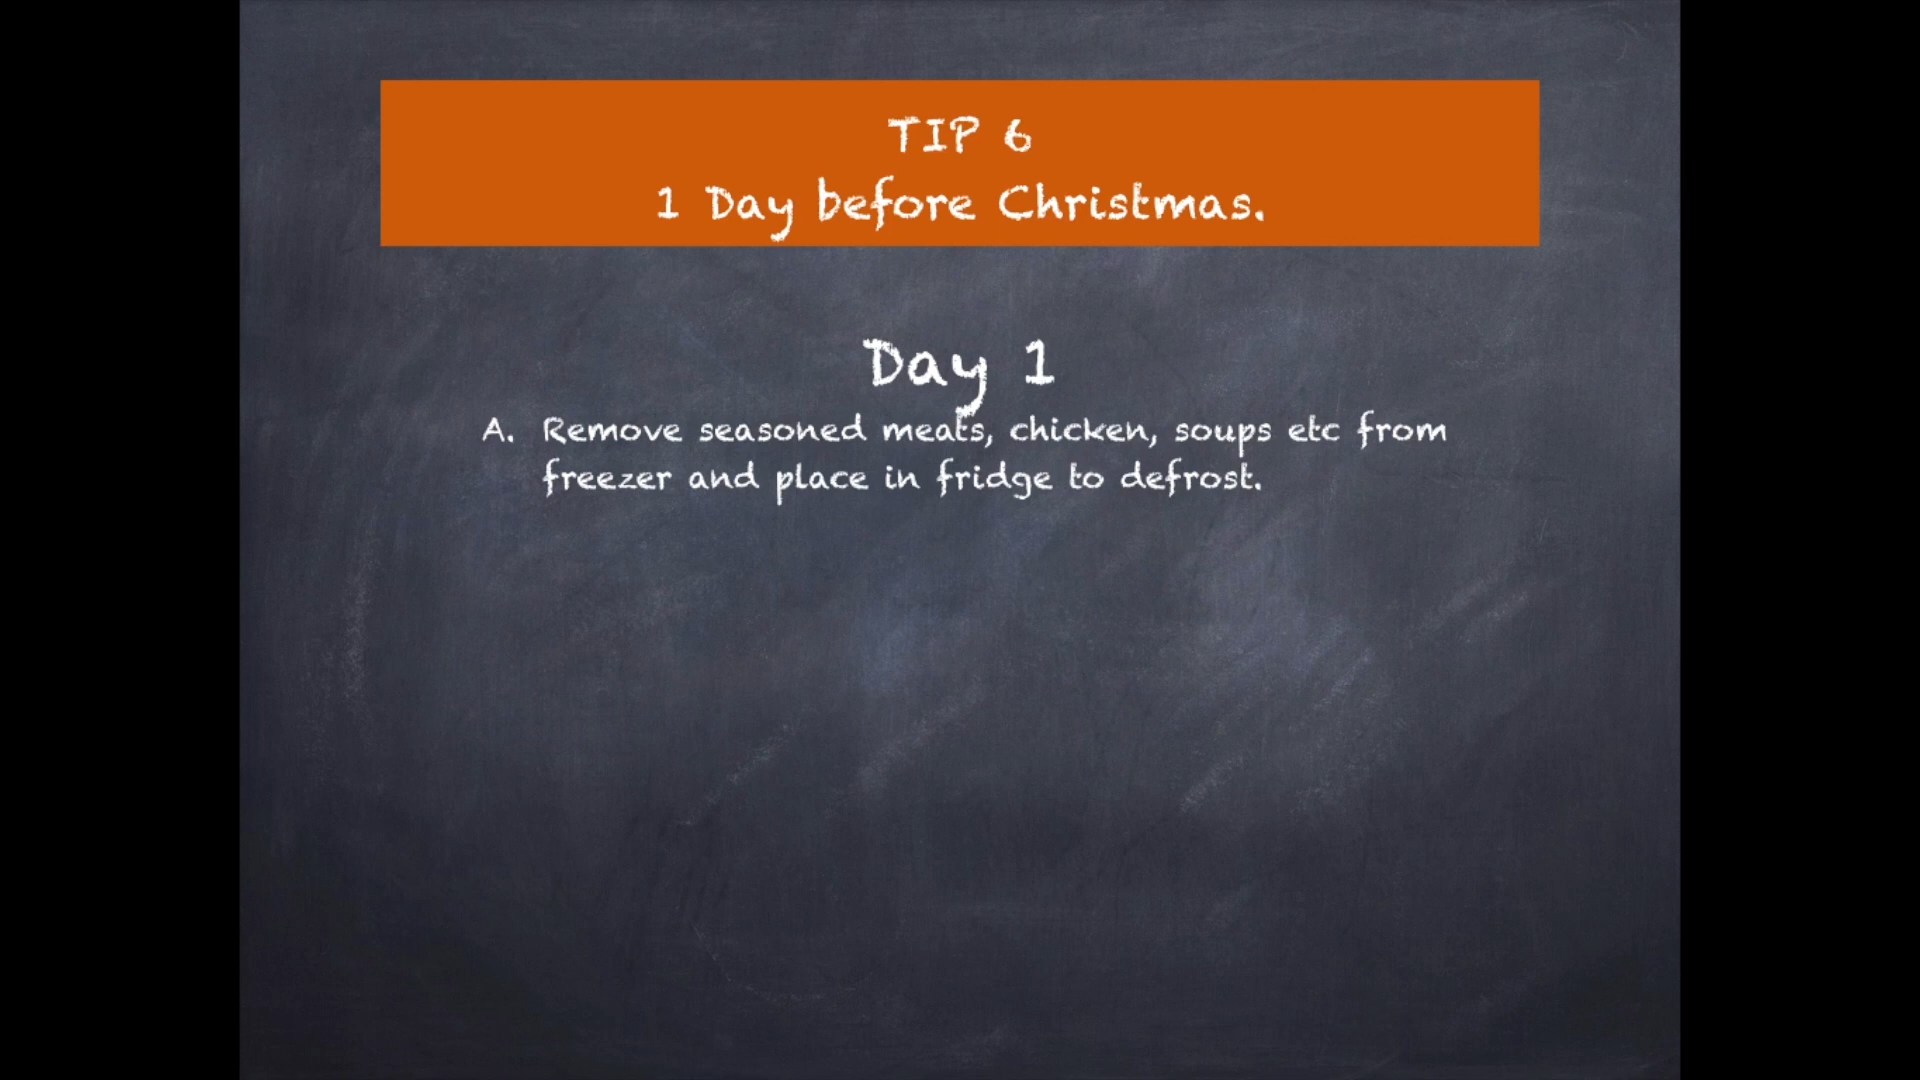 TIP 6
1 Day before Christmas.
Day 1
A. Remove seasoned meats, chicken, soups etc from
freezer and place in fridge to defrost.